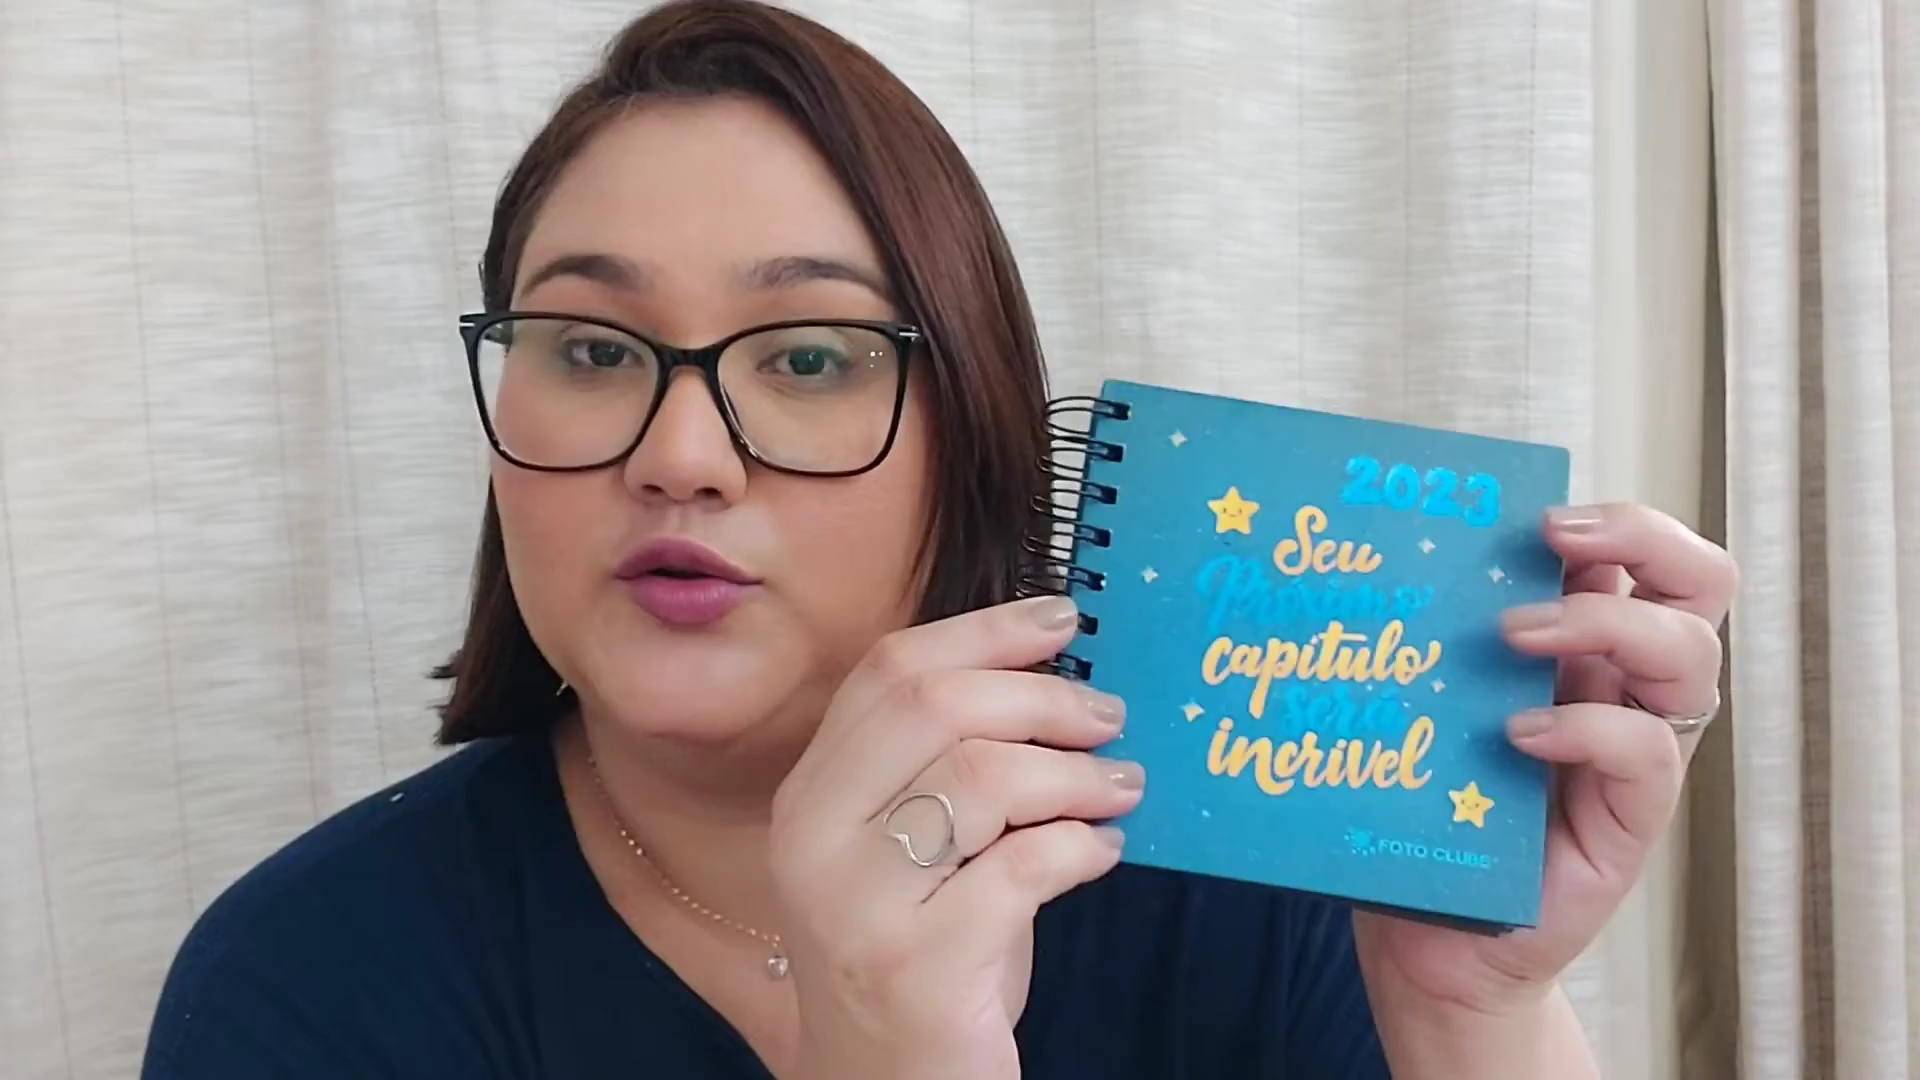 2023
Seu
Próximo
capítulo
será
incrível
FOTO CLUBE